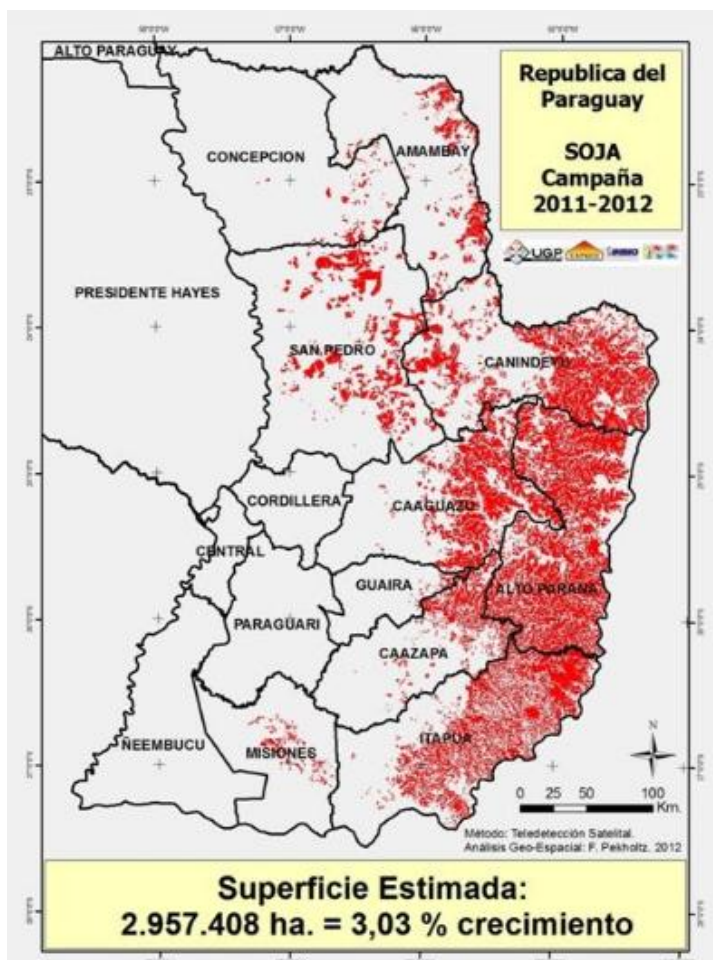 Republica del
Paraguay
SOJA
Campaña
2011-2012
UGP
ALTO PARAGUAY
CONCEPCION
AMAMBAY
PRESIDENTE HAYES
SAN PEDRO
CANINDEYU
CORDILLERA
CAAGUAZU
CENTRAL
GUAIRA
ALTO PARANA
PARAGUARI
CAAZAPA
ÑEEMBUCU
MISIONES
ITAPUA
N
0 25 50 100
Km.
Método: Teledetección Satelital.
Análisis Geo-Espacial: F. Pekholtz. 2012
Superficie Estimada:
2.957.408 ha. = 3,03 % crecimiento